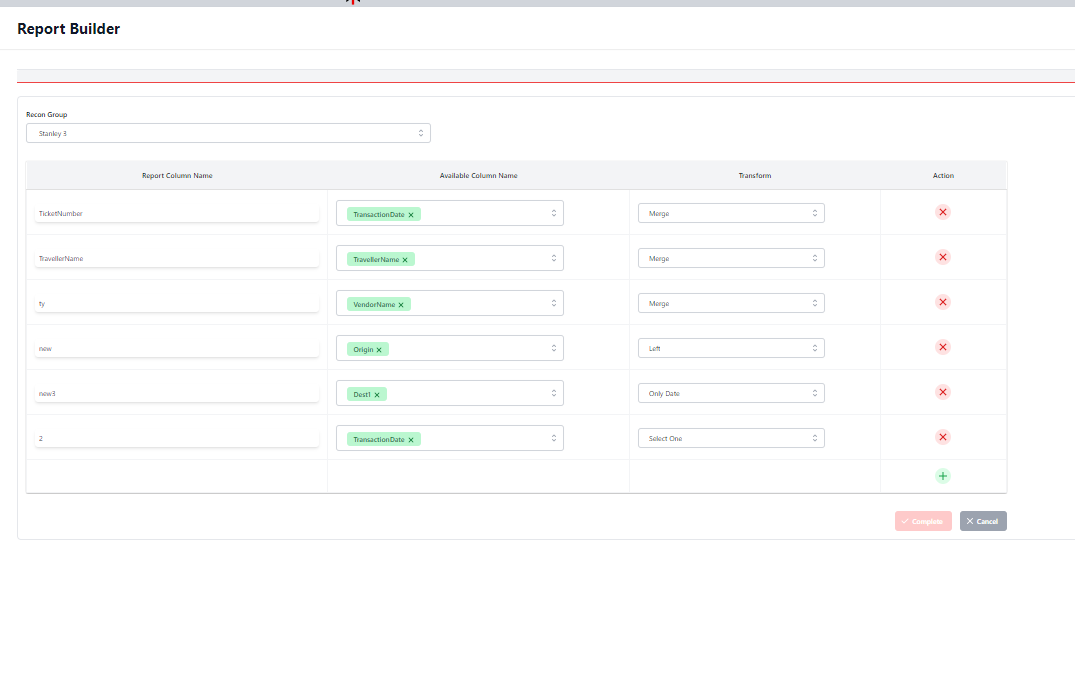 Report Builder
Recon Group
Stanley 3
Report Column Name Available Column Name Transform Action
TicketNumber TransactionDate Merge
TravellerName TravellerName Merge
ty VendorName Merge
new Origin Left
new3 Dest1 Only Date
2 TransactionDate Select One
Complete Cancel